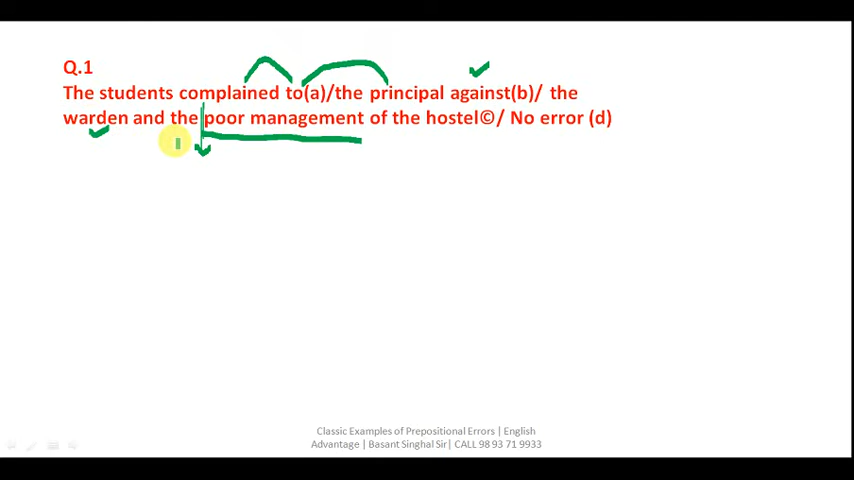 Q.1
The students complained to(a)/the principal against(b)/ the
warden and the poor management of the hostel©/ No error (d)
Classic Examples of Prepositional Errors | English
Advantage | Basant Singhal Sir| CALL 98 93 71 9933